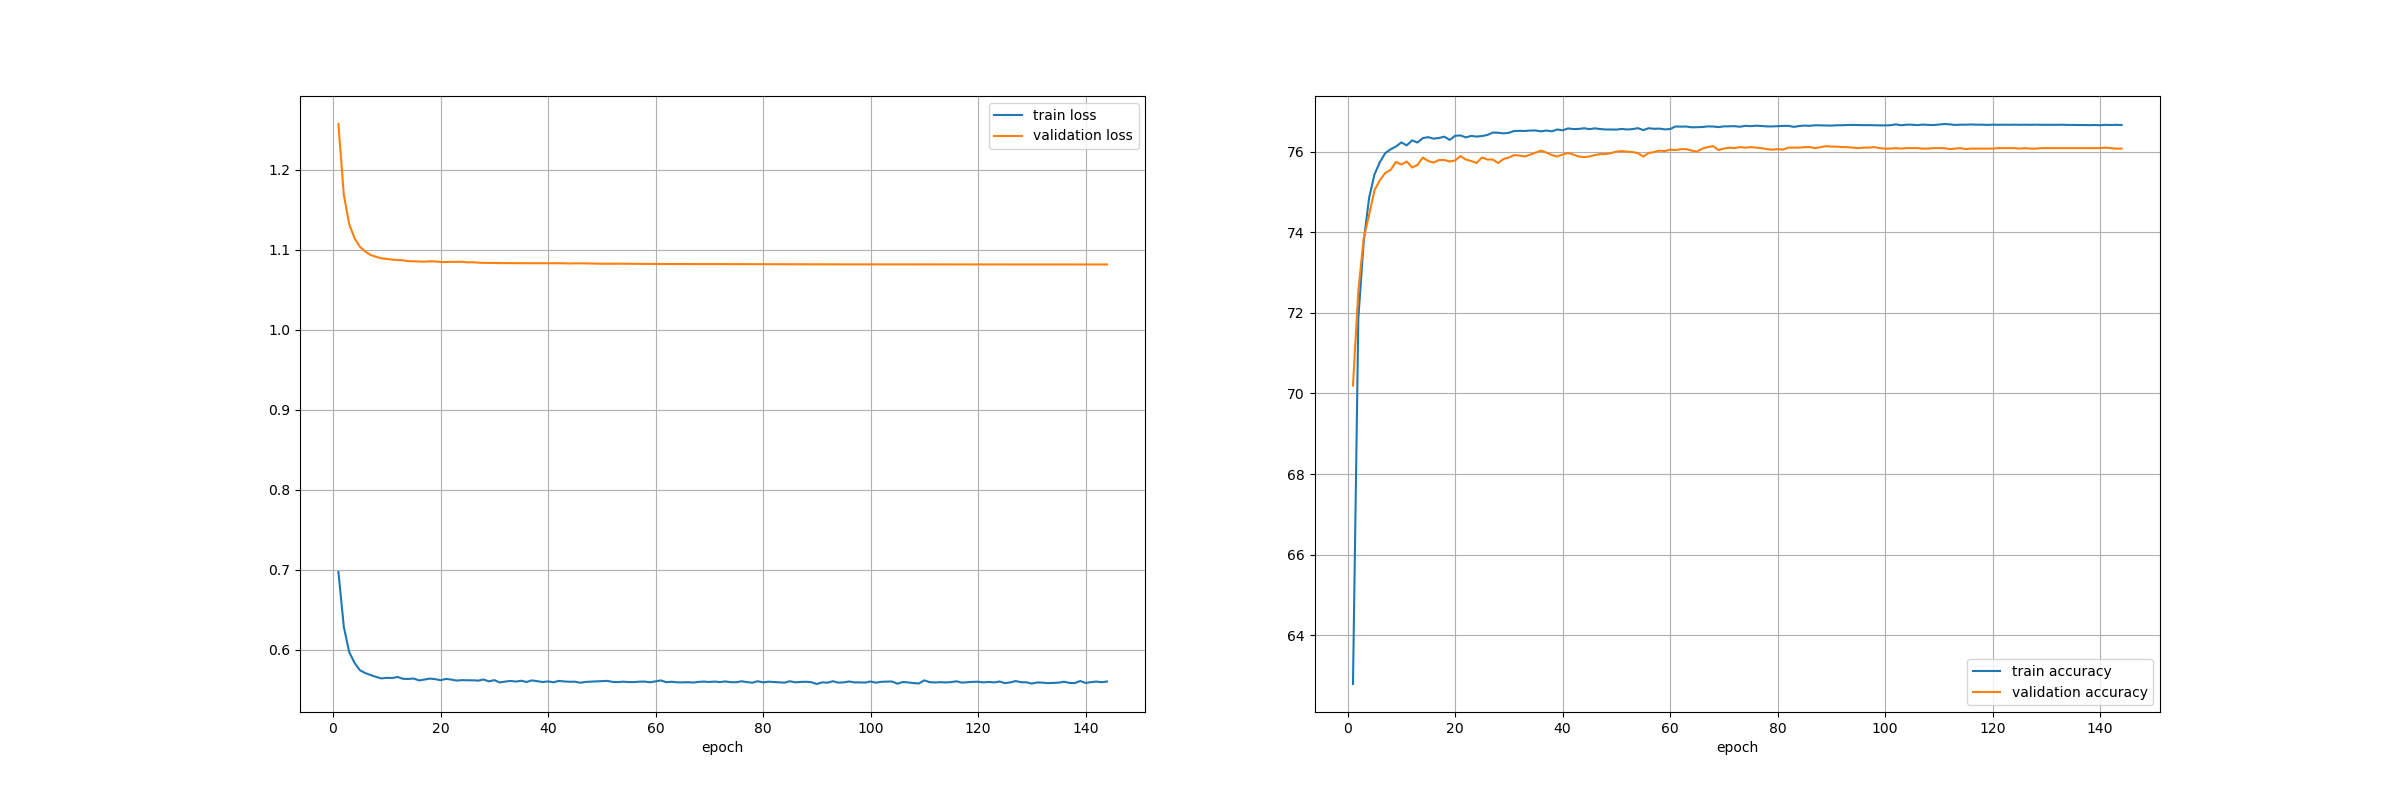 train loss
validation loss
1.2
1.1
1.0
0.9
0.8
0.7
0.6
0 20 40 60 80 100 120 140
epoch
76
74
72
70
68
66
64
train accuracy
validation accuracy
0 20 40 60 80 100 120 140
epoch